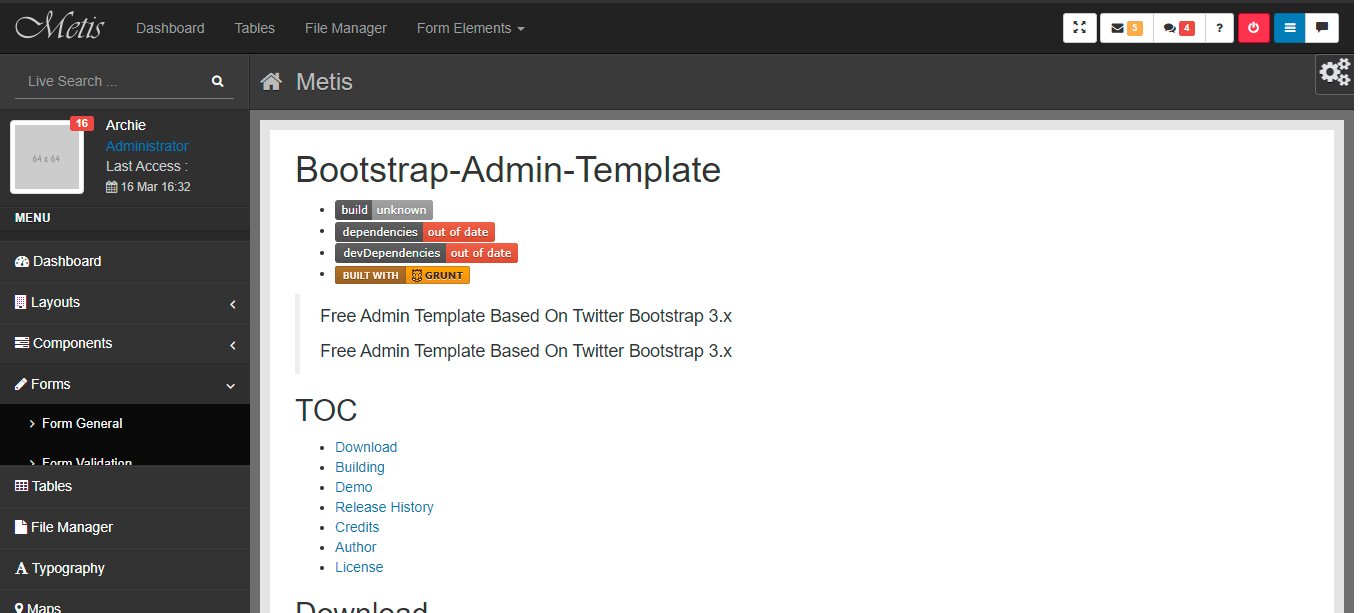 Metis
Dashboard
Tables
File Manager
Form Elements
5
4
?
Live Search ...
Metis
64 x 64
16
Archie
Administrator
Last Access :
16 Mar 16:32
MENU
Dashboard
Layouts
Components
Forms
Form General
Form Validation
Tables
File Manager
Typography
Maps
Bootstrap-Admin-Template
build unknown
dependencies out of date
devDependencies out of date
BUILT WITH GRUNT
Free Admin Template Based On Twitter Bootstrap 3.x
Free Admin Template Based On Twitter Bootstrap 3.x
TOC
Download
Building
Demo
Release History
Credits
Author
License
Download